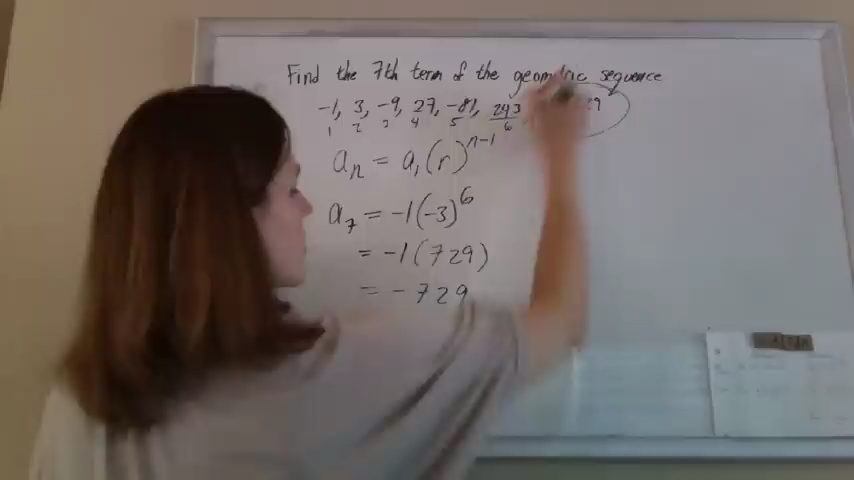 Find the 7th term of the geometric sequence
-1, 3, -9, 27, -81, 243
1 2 3 4 5 6
aₙ = a₁(r)ⁿ⁻¹
a₇ = -1(-3)⁶
= -1(729)
= -729